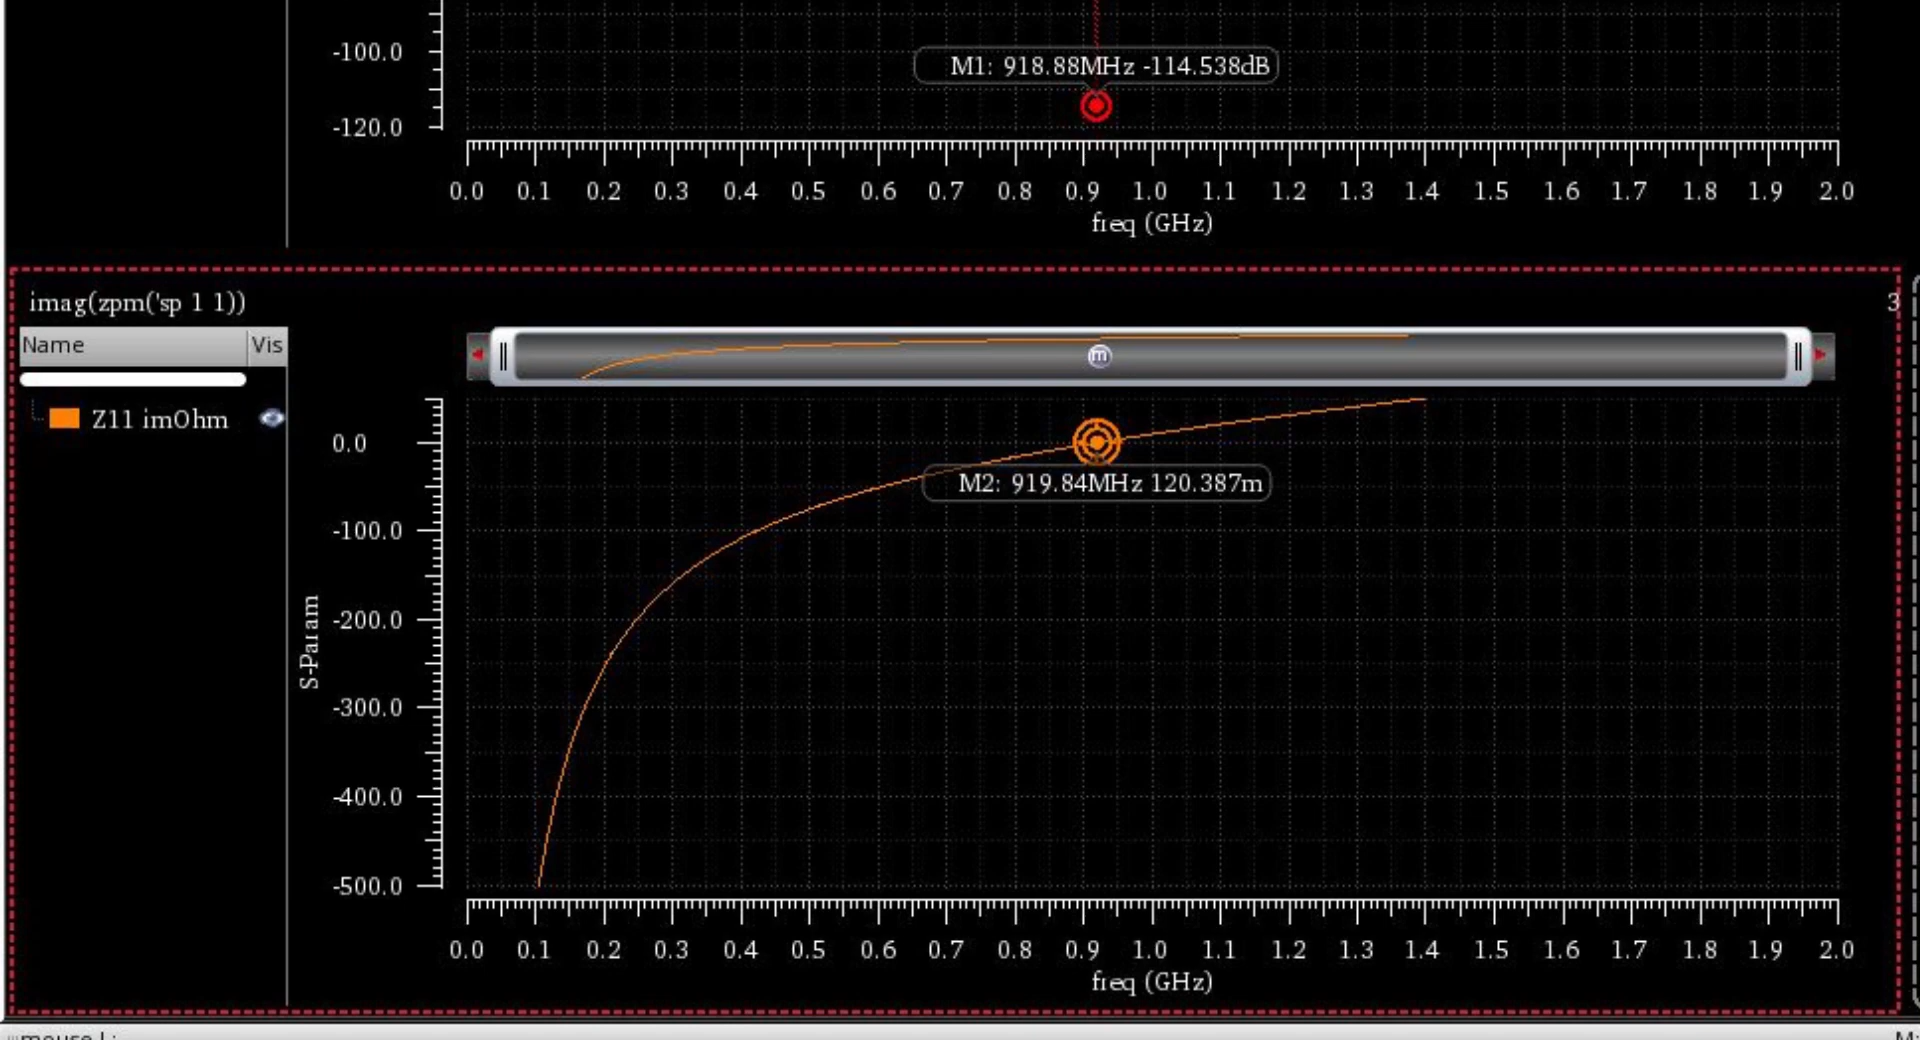 -100.0
M1: 918.88MHz -114.538dB
-120.0
0.0 0.1 0.2 0.3 0.4 0.5 0.6 0.7 0.8 0.9 1.0 1.1 1.2 1.3 1.4 1.5 1.6 1.7 1.8 1.9 2.0
freq (GHz)
imag(zpm('sp 1 1))
3
Name Vis
m
Z11 imOhm
0.0
M2: 919.84MHz 120.387m
-100.0
-200.0
S-Param
-300.0
-400.0
-500.0
0.0 0.1 0.2 0.3 0.4 0.5 0.6 0.7 0.8 0.9 1.0 1.1 1.2 1.3 1.4 1.5 1.6 1.7 1.8 1.9 2.0
freq (GHz)